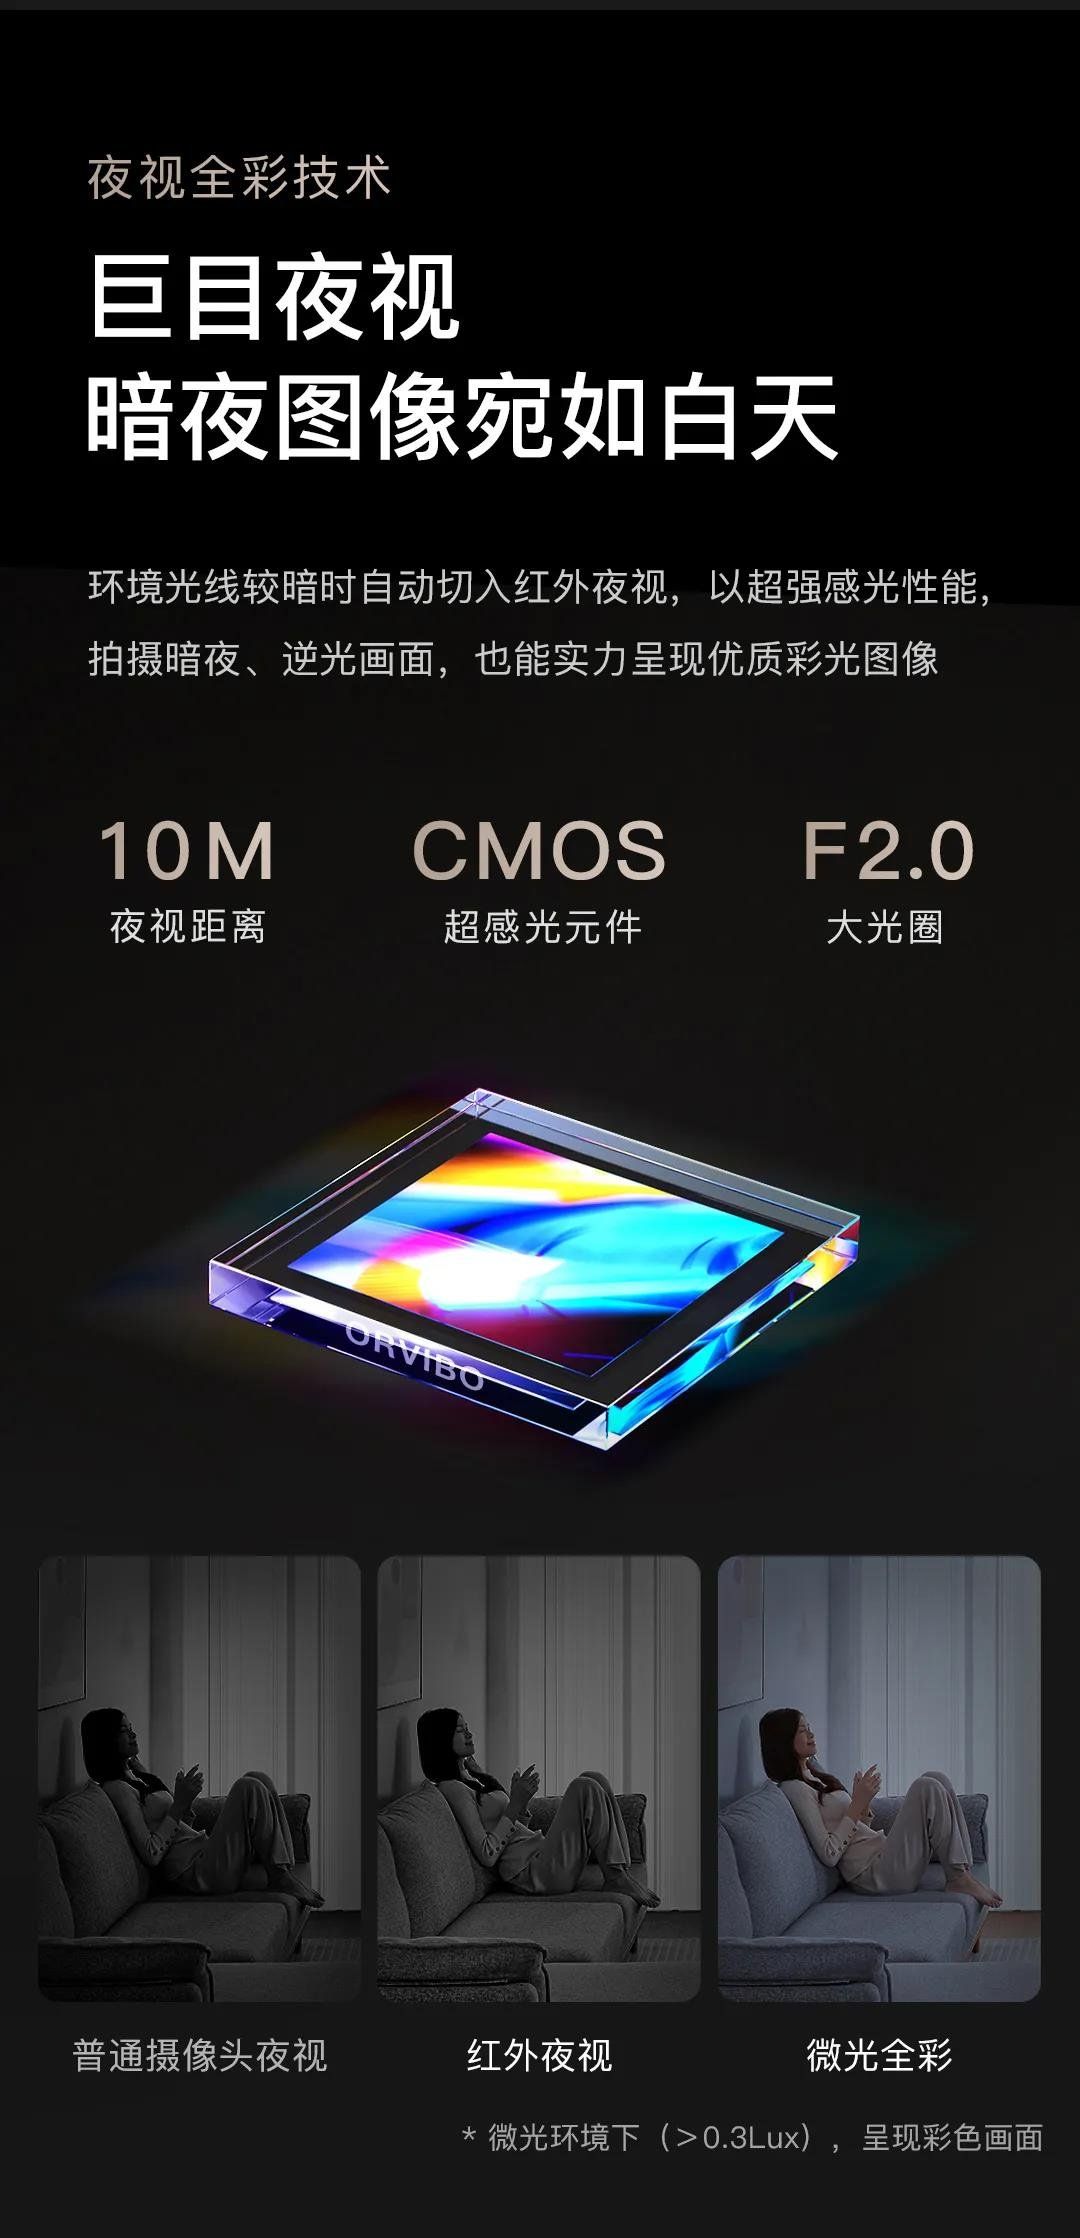 夜视全彩技术
巨目夜视
暗夜图像宛如白天
环境光线较暗时自动切入红外夜视，以超强感光性能，
拍摄暗夜、逆光画面，也能实力呈现优质彩光图像
10M CMOS F2.0
夜视距离 超感光元件 大光圈
ORVIBO
普通摄像头夜视 红外夜视 微光全彩
* 微光环境下（＞0.3Lux），呈现彩色画面